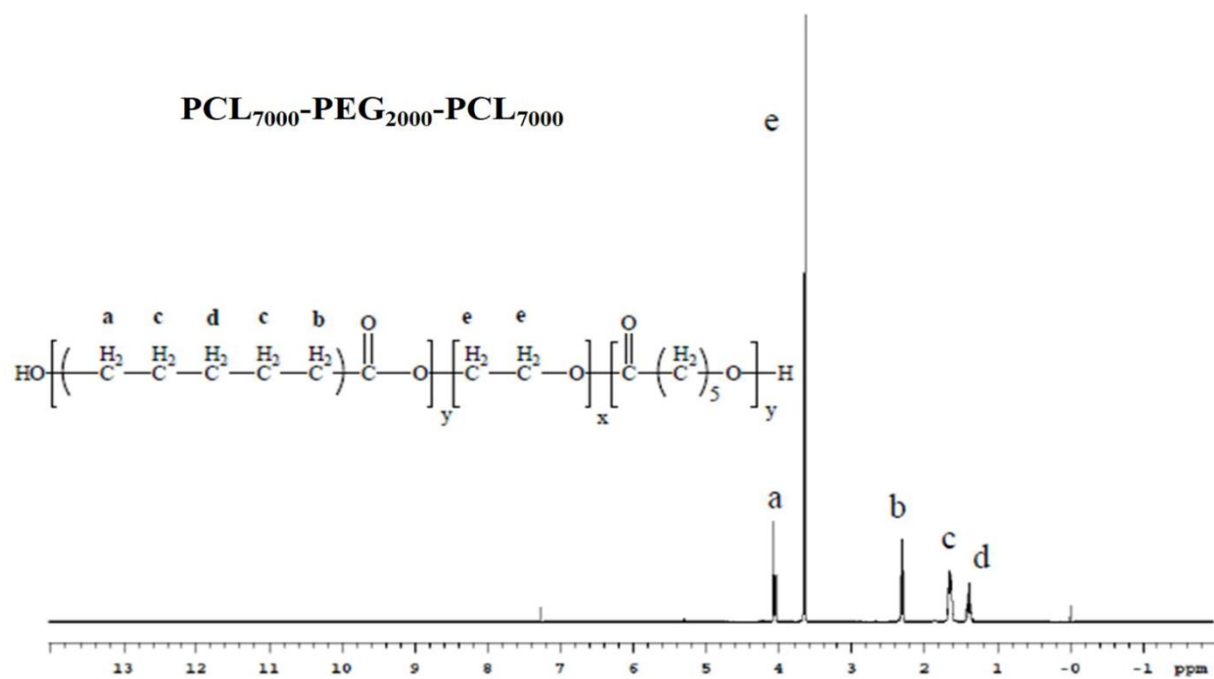 PCL7000-PEG2000-PCL7000
e
a c d c b e e
O O
H2 H2 H2 H2 H2 H2 H2 H2
HO C C C C C C O C C O C C O H
5
y x y
a
b
c
d
13 12 11 10 9 8 7 6 5 4 3 2 1 -0 -1 ppm